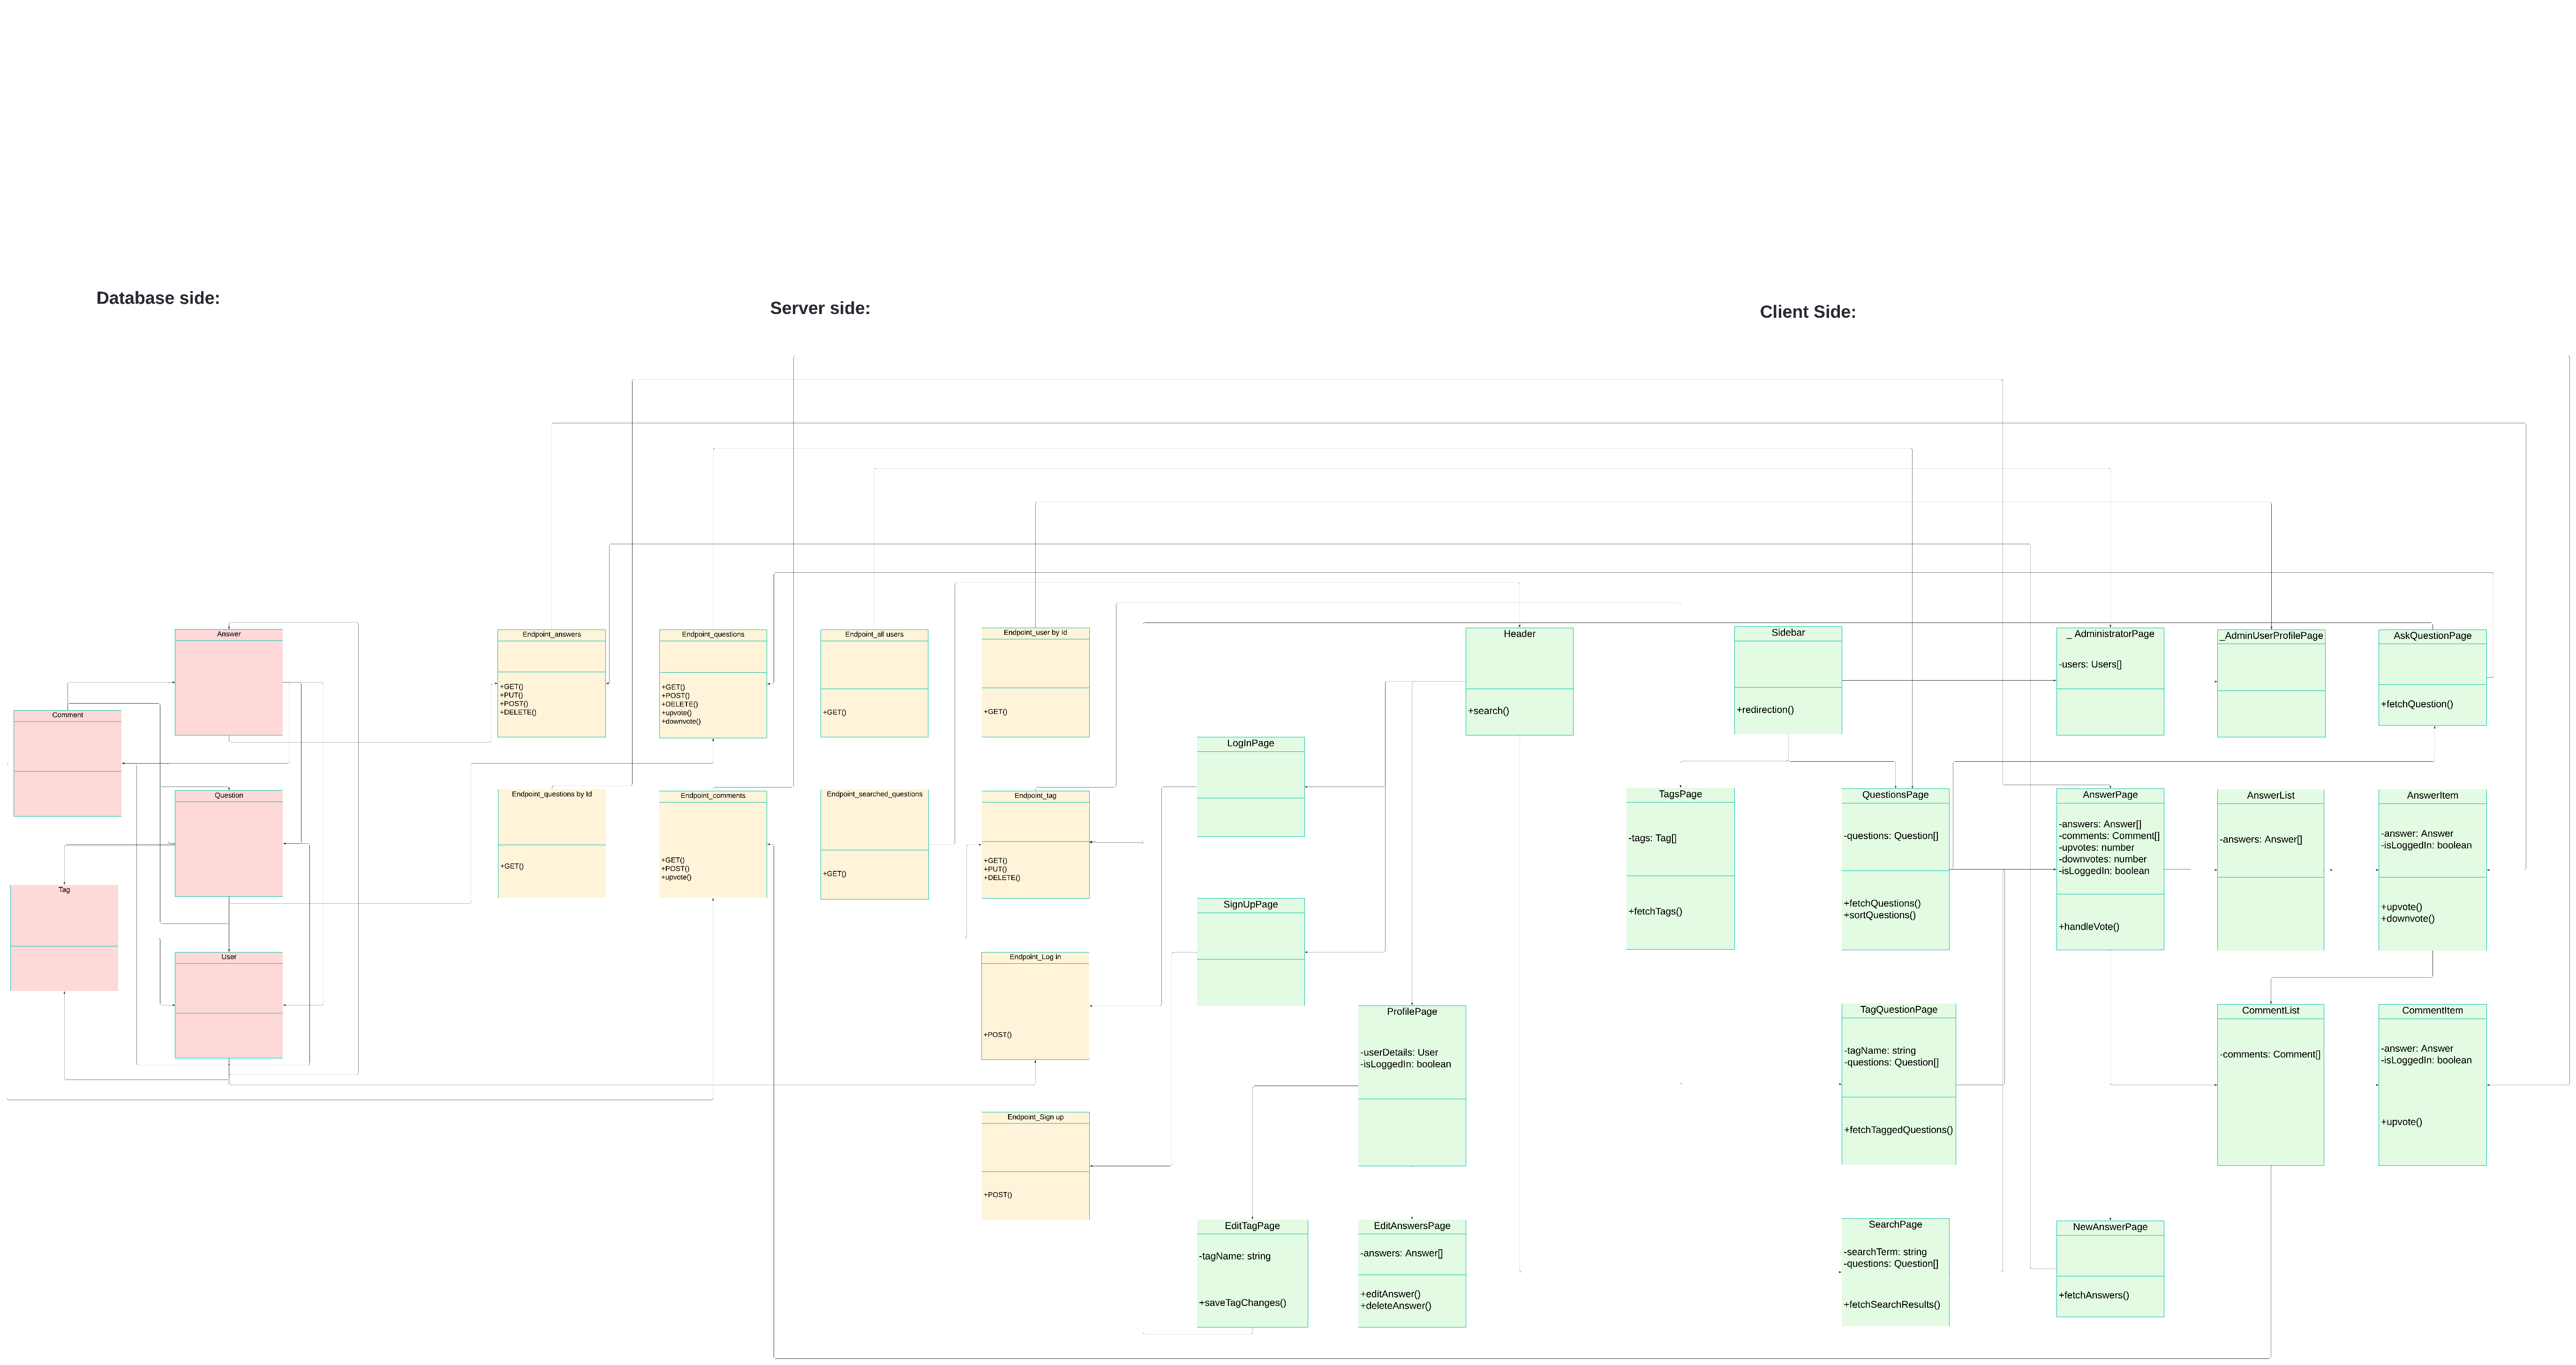 Database side:
Server side:
Client Side:
Answer
Comment
Question
Tag
User
Endpoint_answers
+GET()
+PUT()
+POST()
+DELETE()
Endpoint_questions
+GET()
+POST()
+DELETE()
+upvote()
+downvote()
Endpoint_all users
+GET()
Endpoint_user by Id
+GET()
Endpoint_questions by Id
+GET()
Endpoint_comments
+GET()
+POST()
+upvote()
Endpoint_searched_questions
+GET()
Endpoint_tag
+GET()
+PUT()
+DELETE()
Endpoint_Log in
+POST()
Endpoint_Sign up
+POST()
Header
+search()
Sidebar
+redirection()
_ AdministratorPage
-users: Users[]
_AdminUserProfilePage
AskQuestionPage
+fetchQuestion()
LogInPage
SignUpPage
TagsPage
-tags: Tag[]
+fetchTags()
QuestionsPage
-questions: Question[]
+fetchQuestions()
+sortQuestions()
AnswerPage
-answers: Answer[]
-comments: Comment[]
-upvotes: number
-downvotes: number
-isLoggedIn: boolean
+handleVote()
AnswerList
-answers: Answer[]
AnswerItem
-answer: Answer
-isLoggedIn: boolean
+upvote()
+downvote()
ProfilePage
-userDetails: User
-isLoggedIn: boolean
TagQuestionPage
-tagName: string
-questions: Question[]
+fetchTaggedQuestions()
CommentList
-comments: Comment[]
CommentItem
-answer: Answer
-isLoggedIn: boolean
+upvote()
EditTagPage
-tagName: string
+saveTagChanges()
EditAnswersPage
-answers: Answer[]
+editAnswer()
+deleteAnswer()
SearchPage
-searchTerm: string
-questions: Question[]
+fetchSearchResults()
NewAnswerPage
+fetchAnswers()